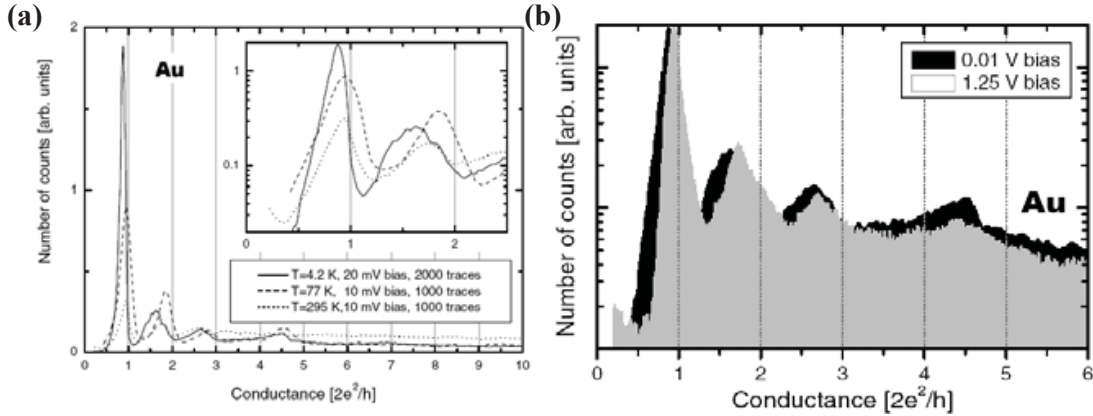 (a)
Number of counts [arb. units]
2
1
0
Au
1
0.1
0 1 2
T=4.2 K, 20 mV bias, 2000 traces
T=77 K, 10 mV bias, 1000 traces
T=295 K,10 mV bias, 1000 traces
0 1 2 3 4 5 6 7 8 9 10
Conductance [2e²/h]
(b)
Number of counts [arb. units]
0.01 V bias
1.25 V bias
Au
0 1 2 3 4 5 6
Conductance [2e²/h]